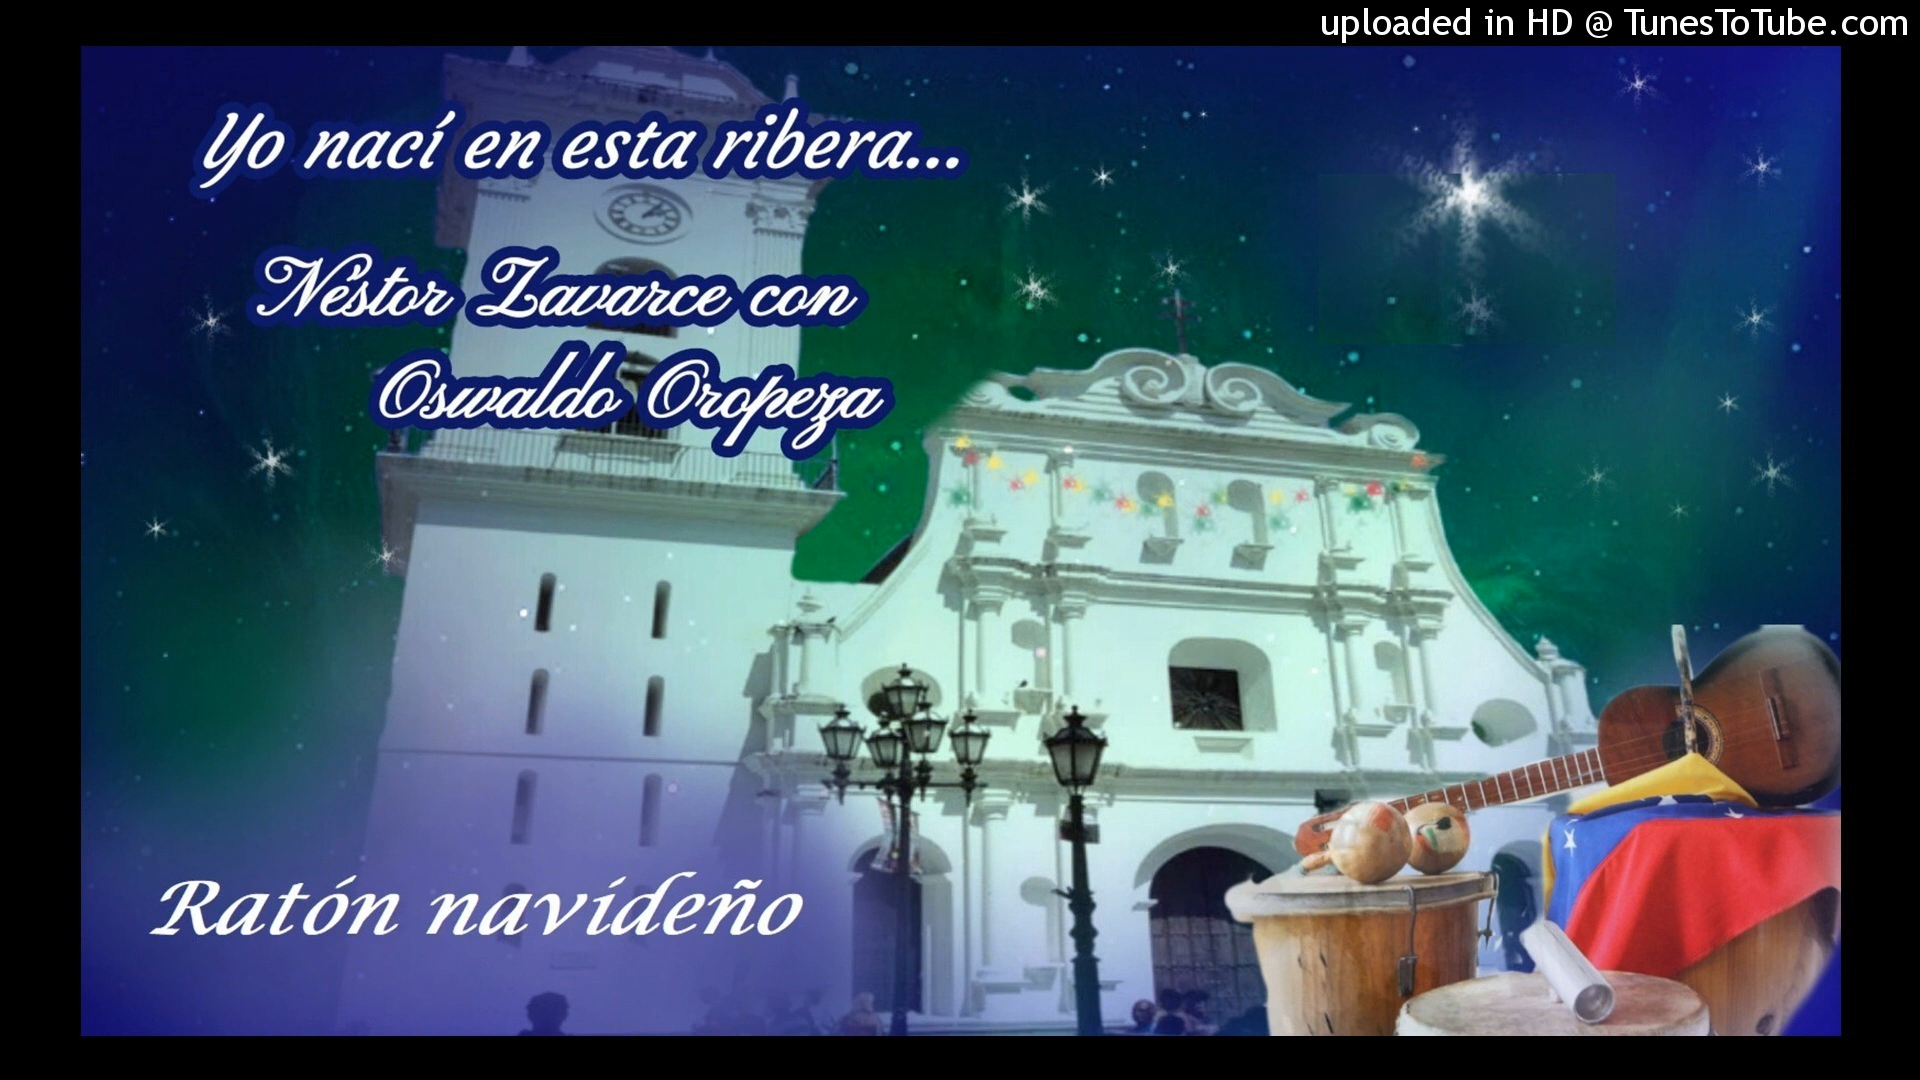 uploaded in HD @ TunesToTube.com
Yo nací en esta ribera...
Néstor Zavarce con
Oswaldo Oropeza
Ratón navideño